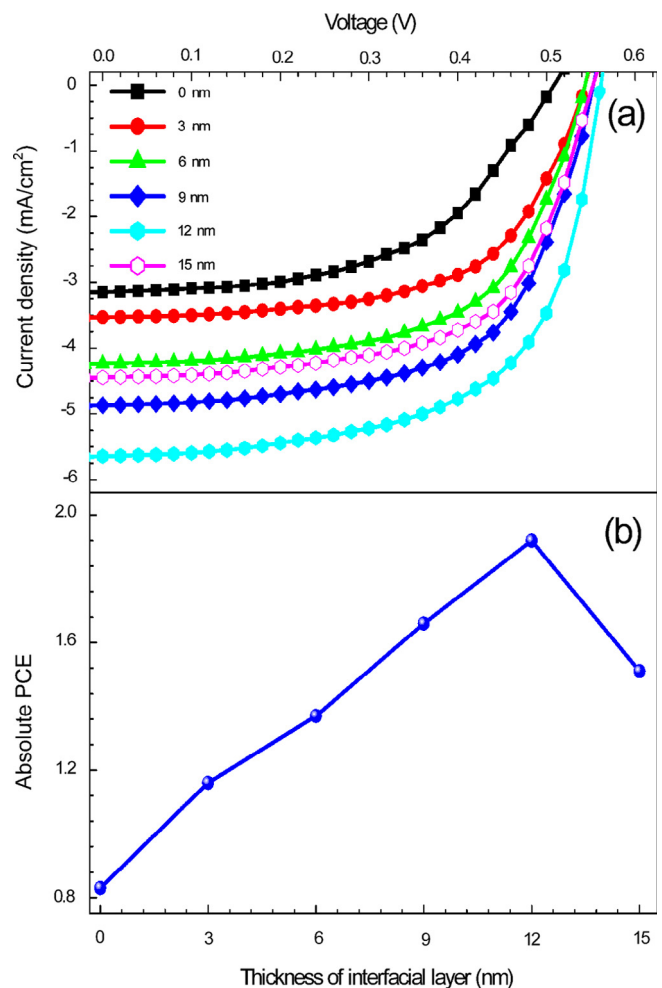 Voltage (V)
0.0 0.1 0.2 0.3 0.4 0.5 0.6
(a)
0 nm
3 nm
6 nm
9 nm
12 nm
15 nm
0
-1
-2
-3
-4
-5
-6
Current density (mA/cm²)
(b)
2.0
1.6
1.2
0.8
Absolute PCE
0 3 6 9 12 15
Thickness of interfacial layer (nm)